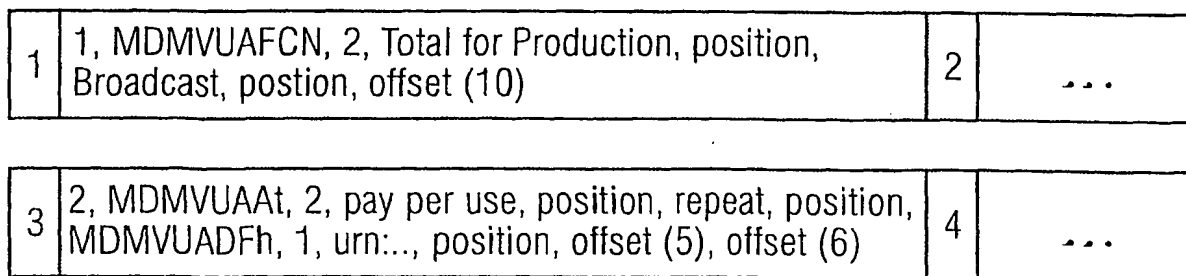 1
1, MDMVUAFCN, 2, Total for Production, position,
Broadcast, postion, offset (10)
2
...
3
2, MDMVUAAt, 2, pay per use, position, repeat, position,
MDMVUADFh, 1, urn:.., position, offset (5), offset (6)
4
...